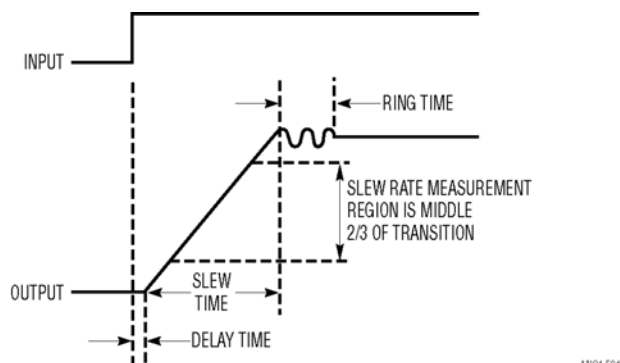 INPUT
RING TIME
SLEW RATE MEASUREMENT
REGION IS MIDDLE
2/3 OF TRANSITION
SLEW
TIME
OUTPUT
DELAY TIME